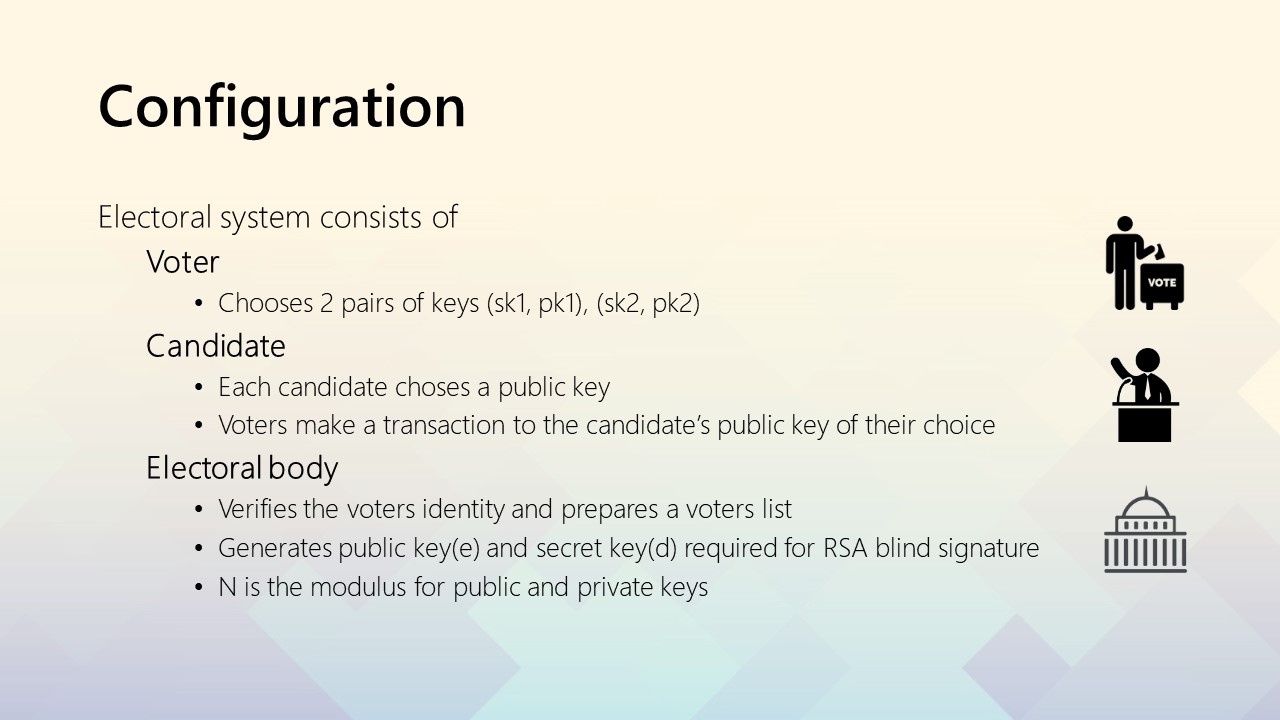 Configuration
Electoral system consists of
Voter
• Chooses 2 pairs of keys (sk1, pk1), (sk2, pk2)
VOTE
Candidate
• Each candidate choses a public key
• Voters make a transaction to the candidate’s public key of their choice
Electoral body
• Verifies the voters identity and prepares a voters list
• Generates public key(e) and secret key(d) required for RSA blind signature
• N is the modulus for public and private keys